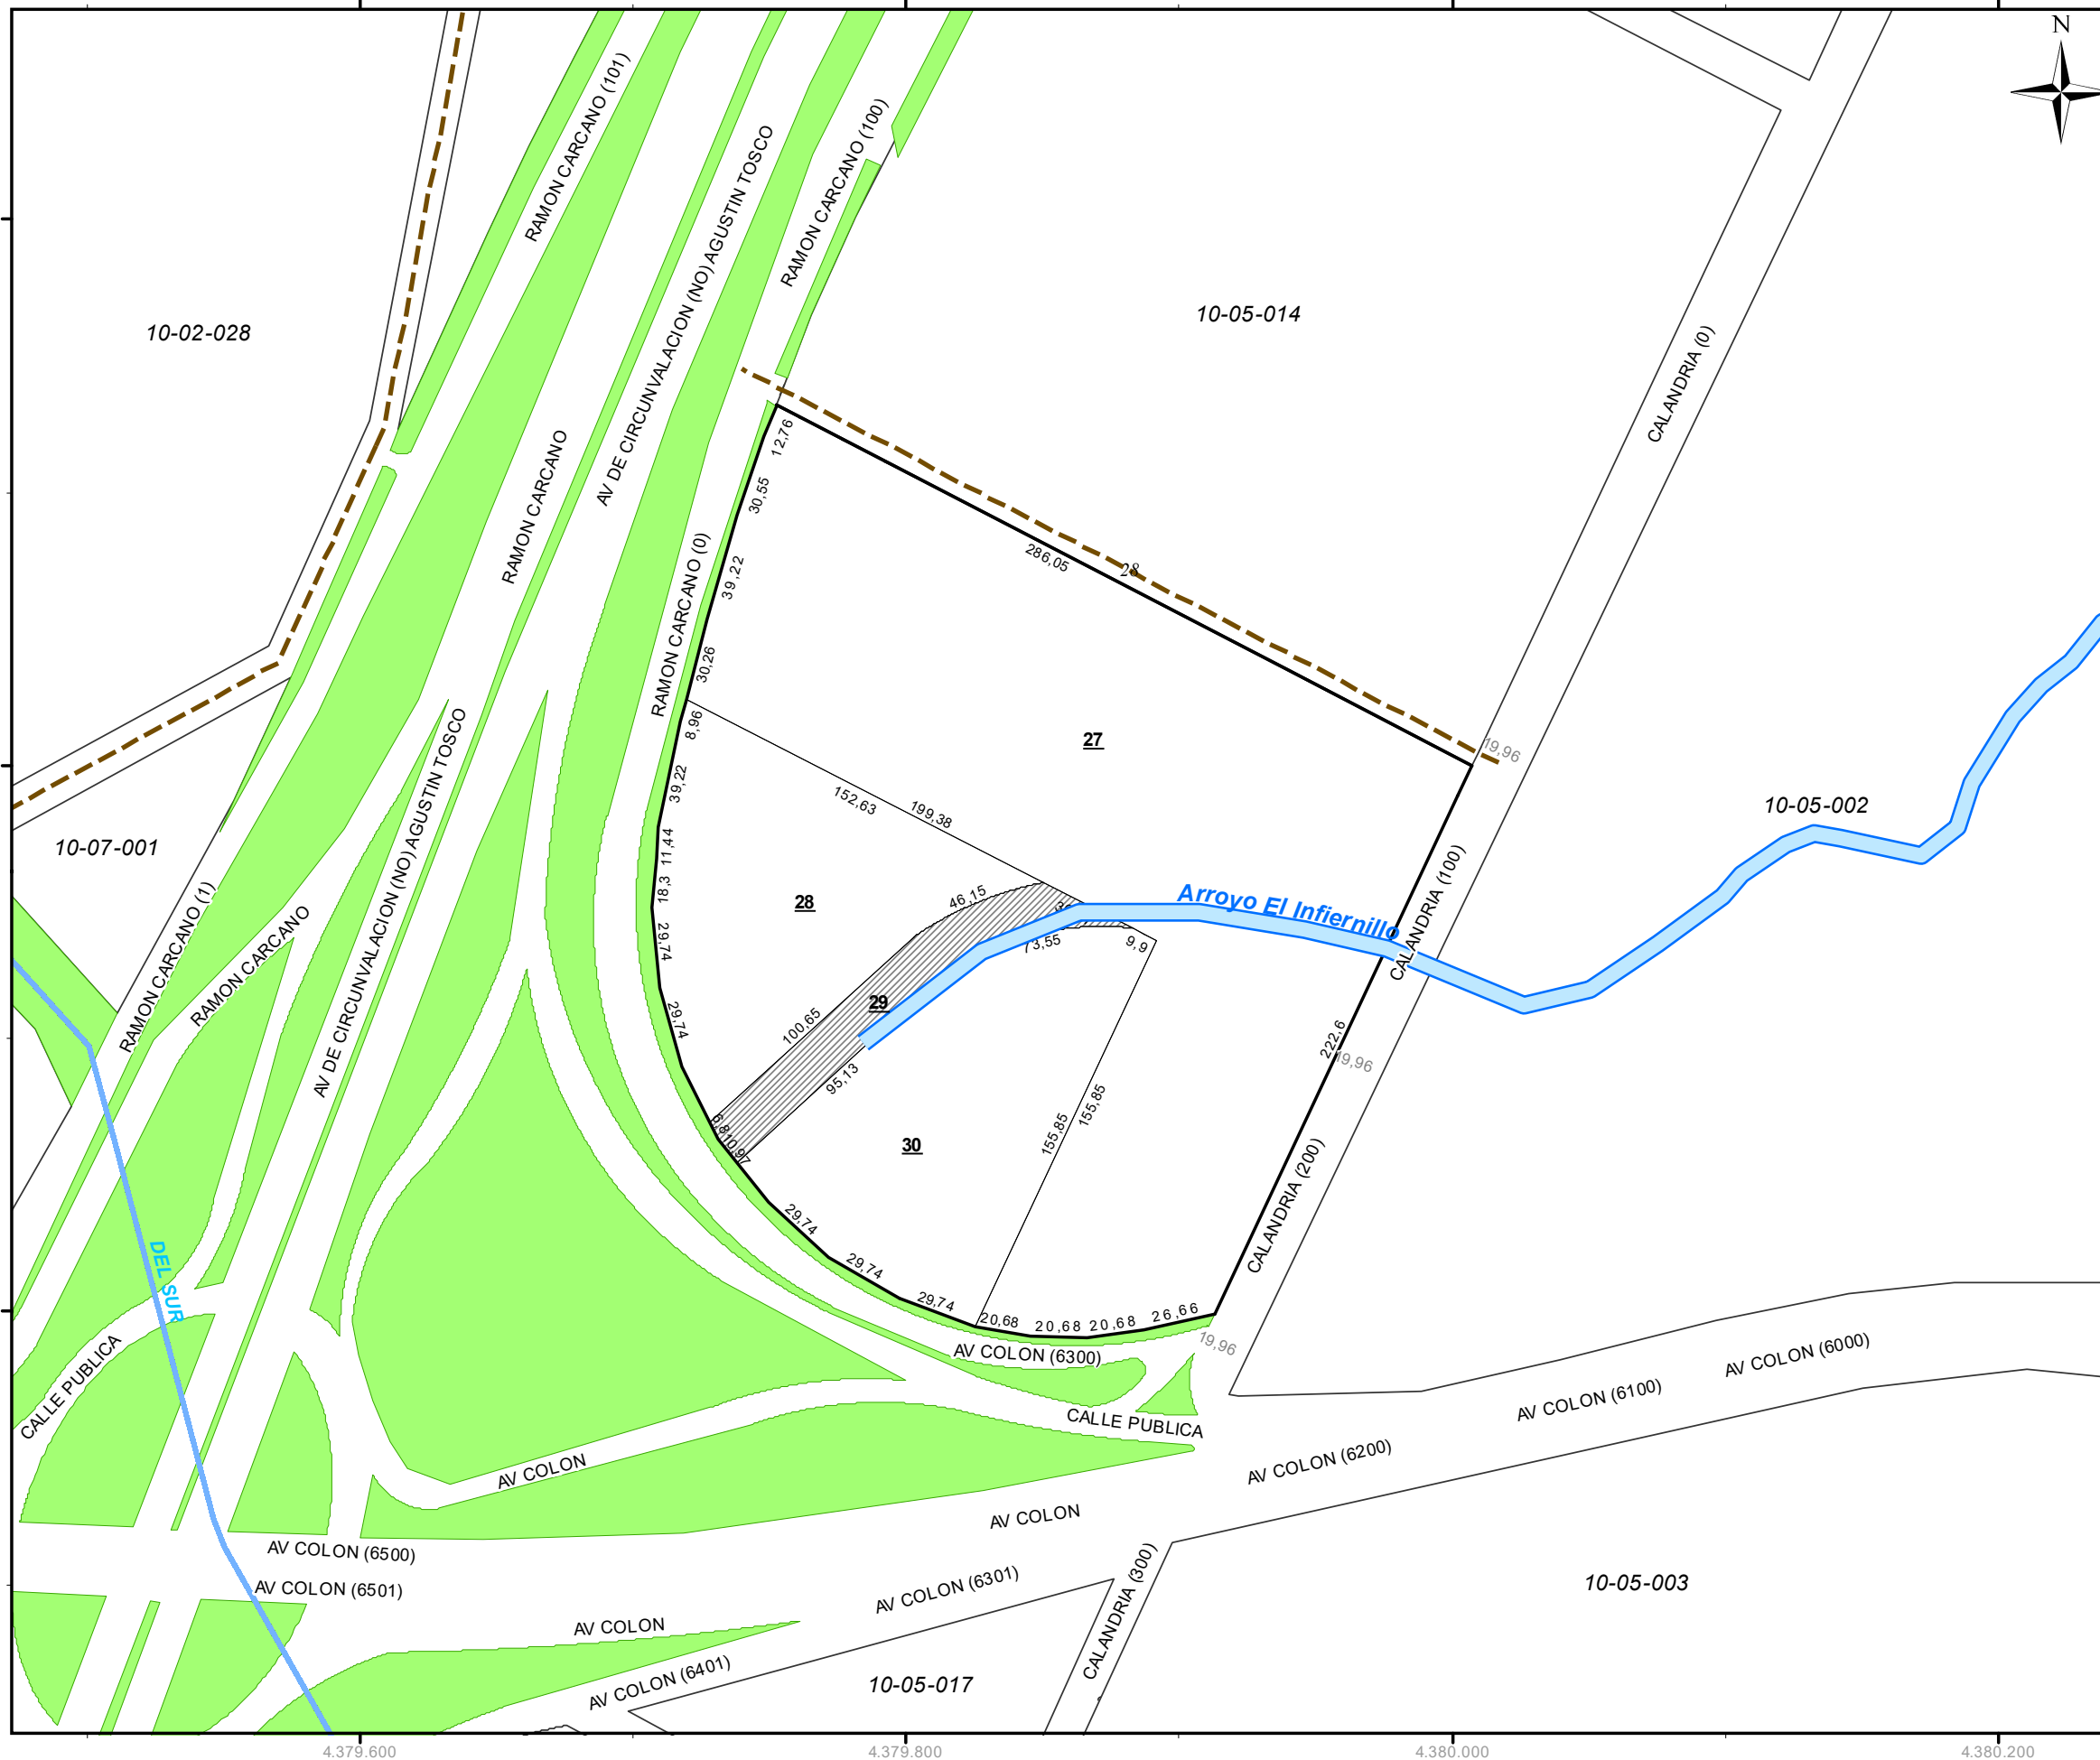 N
RAMON CARCANO (101)
AV DE CIRCUNVALACION (NO) AGUSTIN TOSCO
RAMON CARCANO (100)
10-02-028
10-05-014
CALANDRIA (0)
RAMON CARCANO
12,76
30,55
39,22
286,05
28
RAMON CARCANO (0)
30,26
8,96
39,22
27
19,96
152,63
199,38
10-05-002
10-07-001
AV DE CIRCUNVALACION (NO) AGUSTIN TOSCO
11,44
18,3
28
46,15
Arroyo El Infiernillo
CALANDRIA (100)
RAMON CARCANO (1)
RAMON CARCANO
29,74
73,55
9,9
29
29,74
100,65
95,13
222,6
19,96
155,85
155,85
6,8
10,97
30
CALANDRIA (200)
29,74
29,74
29,74
20,68
20,68
20,68
26,66
19,96
DEL SUR
CALLE PUBLICA
AV COLON (6300)
AV COLON (6000)
AV COLON (6100)
CALLE PUBLICA
AV COLON (6200)
AV COLON
AV COLON
AV COLON (6500)
AV COLON (6501)
AV COLON (6301)
CALANDRIA (300)
10-05-003
AV COLON
AV COLON (6401)
10-05-017
4.379.600
4.379.800
4.380.000
4.380.200